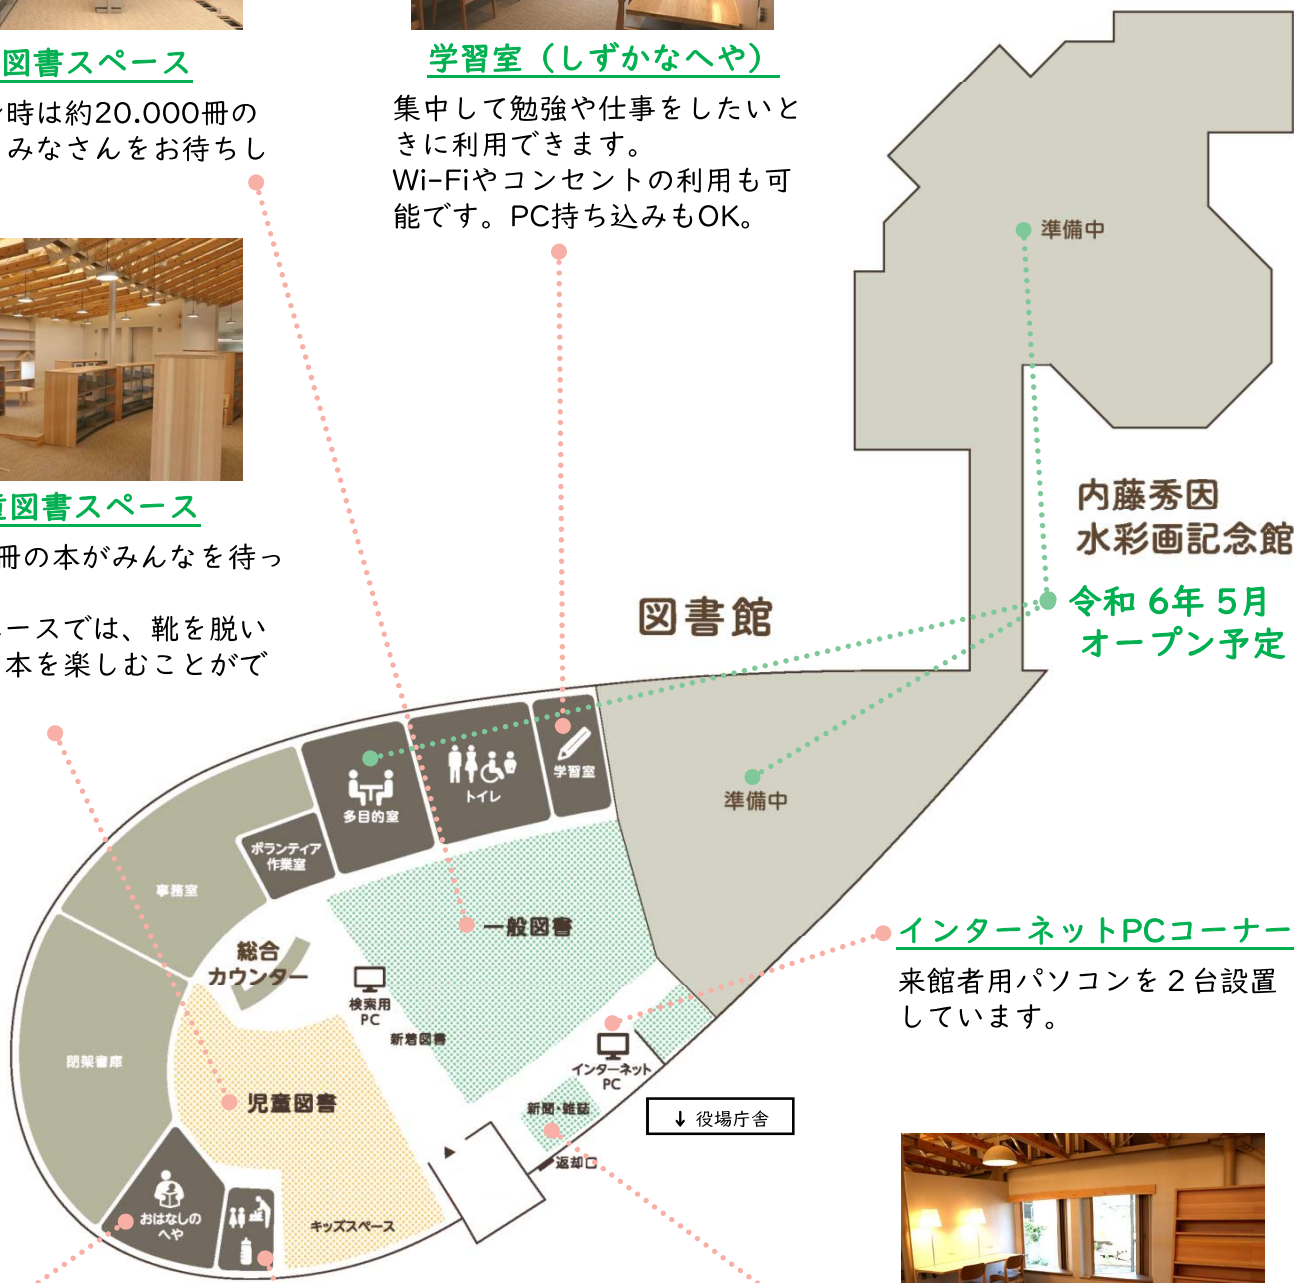 図書スペース
時は約20.000冊の
みなさんをお待ちし
学習室（しずかなへや）
集中して勉強や仕事をしたいと
きに利用できます。
Wi-Fiやコンセントの利用も可
能です。PC持ち込みもOK。
準備中
童図書スペース
冊の本がみんなを待っ
ースでは、靴を脱い
本を楽しむことがで
内藤秀因
水彩画記念館
令和 6年 5月
オープン予定
図書館
学習室
トイレ
多目的室
準備中
ボランティア
作業室
事務室
一般図書
総合
カウンター
検索用
PC
新着図書
インターネットPCコーナー
来館者用パソコンを２台設置
しています。
閉架書庫
児童図書
インターネット
PC
新聞・雑誌
↓ 役場庁舎
返却口
おはなしの
へや
キッズスペース